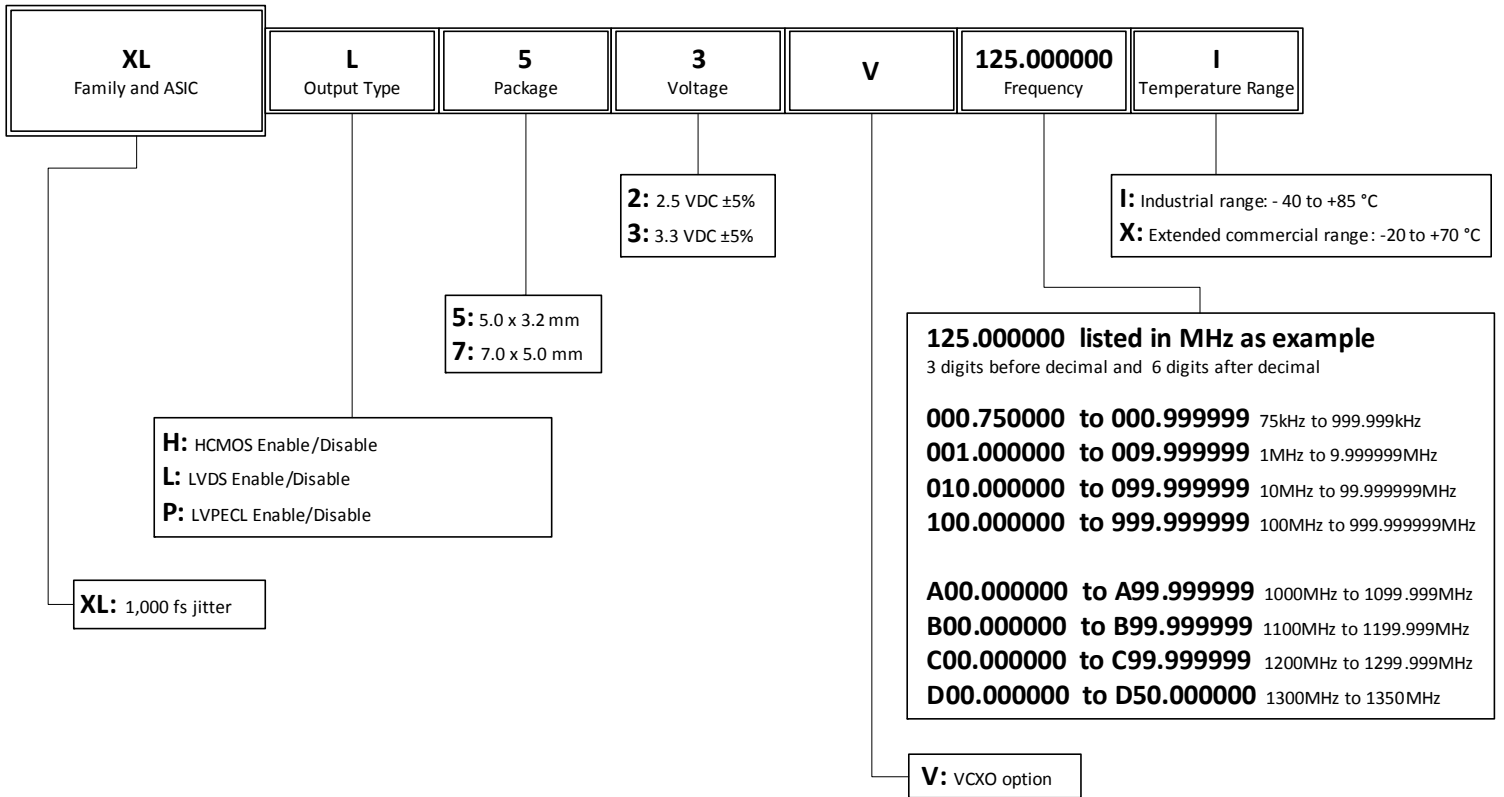 XL
Family and ASIC
L
Output Type
5
Package
3
Voltage
V
125.000000
Frequency
I
Temperature Range
2: 2.5 VDC ±5%
3: 3.3 VDC ±5%
I: Industrial range: - 40 to +85 °C
X: Extended commercial range: -20 to +70 °C
5: 5.0 x 3.2 mm
7: 7.0 x 5.0 mm
125.000000 listed in MHz as example
3 digits before decimal and 6 digits after decimal
000.750000 to 000.999999 75kHz to 999.999kHz
001.000000 to 009.999999 1MHz to 9.999999MHz
010.000000 to 099.999999 10MHz to 99.999999MHz
100.000000 to 999.999999 100MHz to 999.999999MHz
A00.000000 to A99.999999 1000MHz to 1099.999MHz
B00.000000 to B99.999999 1100MHz to 1199.999MHz
C00.000000 to C99.999999 1200MHz to 1299.999MHz
D00.000000 to D50.000000 1300MHz to 1350MHz
H: HCMOS Enable/Disable
L: LVDS Enable/Disable
P: LVPECL Enable/Disable
XL: 1,000 fs jitter
V: VCXO option